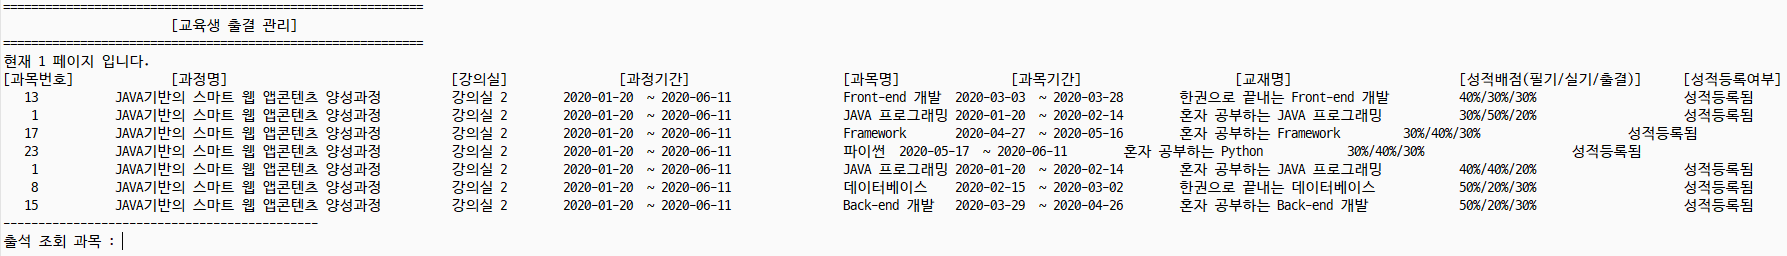 ============================================================
[교육생 출결 관리]
============================================================
현재 1 페이지 입니다.
[과목번호] [과정명] [강의실] [과정기간] [과목명] [과목기간] [교재명] [성적배점(필기/실기/출결)] [성적등록여부]
13 JAVA기반의 스마트 웹 앱콘텐츠 양성과정 강의실 2 2020-01-20 ~ 2020-06-11 Front-end 개발 2020-03-03 ~ 2020-03-28 한권으로 끝내는 Front-end 개발 40%/30%/30% 성적등록됨
1 JAVA기반의 스마트 웹 앱콘텐츠 양성과정 강의실 2 2020-01-20 ~ 2020-06-11 JAVA 프로그래밍 2020-01-20 ~ 2020-02-14 혼자 공부하는 JAVA 프로그래밍 30%/50%/20% 성적등록됨
17 JAVA기반의 스마트 웹 앱콘텐츠 양성과정 강의실 2 2020-01-20 ~ 2020-06-11 Framework 2020-04-27 ~ 2020-05-16 혼자 공부하는 Framework 30%/40%/30% 성적등록됨
23 JAVA기반의 스마트 웹 앱콘텐츠 양성과정 강의실 2 2020-01-20 ~ 2020-06-11 파이썬 2020-05-17 ~ 2020-06-11 혼자 공부하는 Python 30%/40%/30% 성적등록됨
1 JAVA기반의 스마트 웹 앱콘텐츠 양성과정 강의실 2 2020-01-20 ~ 2020-06-11 JAVA 프로그래밍 2020-01-20 ~ 2020-02-14 혼자 공부하는 JAVA 프로그래밍 40%/40%/20% 성적등록됨
8 JAVA기반의 스마트 웹 앱콘텐츠 양성과정 강의실 2 2020-01-20 ~ 2020-06-11 데이터베이스 2020-02-15 ~ 2020-03-02 한권으로 끝내는 데이터베이스 50%/20%/30% 성적등록됨
15 JAVA기반의 스마트 웹 앱콘텐츠 양성과정 강의실 2 2020-01-20 ~ 2020-06-11 Back-end 개발 2020-03-29 ~ 2020-04-26 혼자 공부하는 Back-end 개발 50%/20%/30% 성적등록됨
---------------------------------------------
출석 조회 과목 :